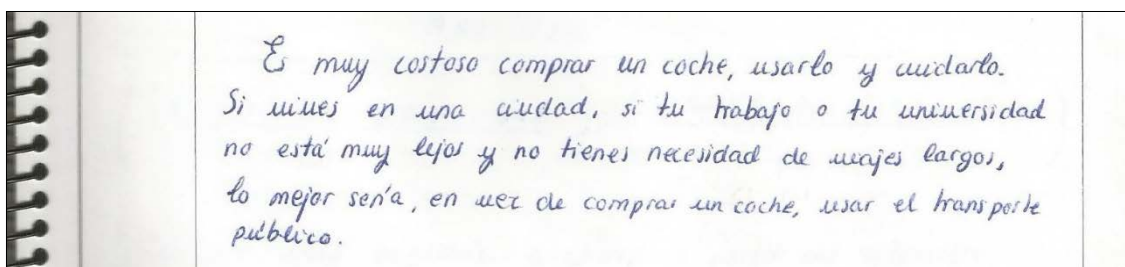 Es muy costoso comprar un coche, usarlo y cuidarlo.
Si vives en una ciudad, si tu trabajo o tu universidad
no está muy lejos y no tienes necesidad de viajes largos,
lo mejor sería, en vez de comprar un coche, usar el transporte
público.